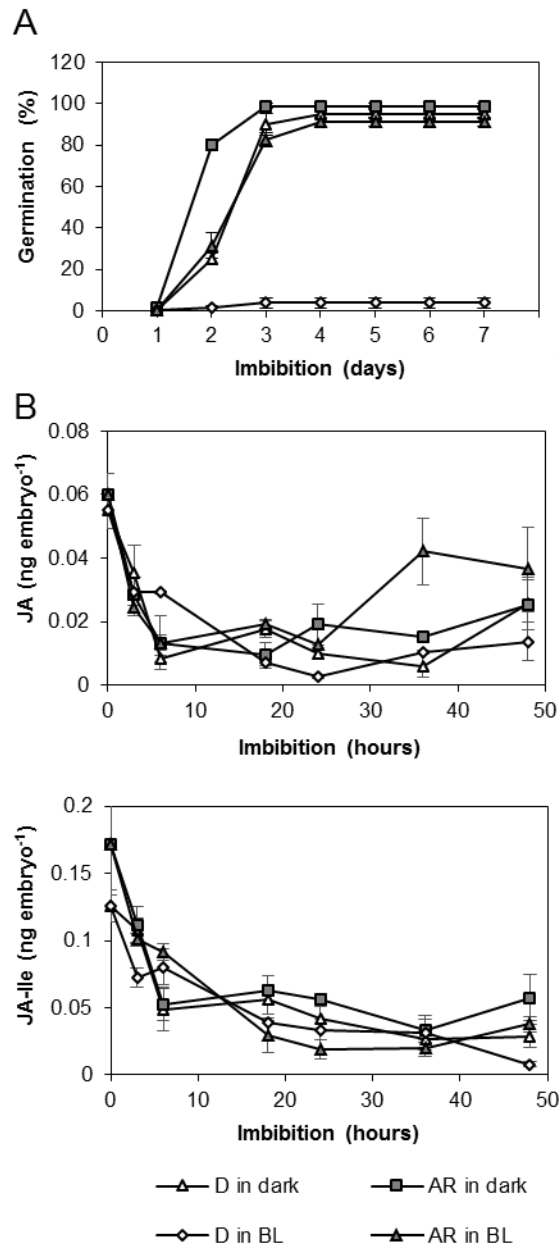 A
120
100
80
60
40
20
0
Germination (%)
0 1 2 3 4 5 6 7
Imbibition (days)
B
0.08
0.06
0.04
0.02
0
JA (ng embryo⁻¹)
0 10 20 30 40 50
Imbibition (hours)
0.2
0.15
0.1
0.05
0
JA-Ile (ng embryo⁻¹)
0 10 20 30 40 50
Imbibition (hours)
D in dark AR in dark
D in BL AR in BL